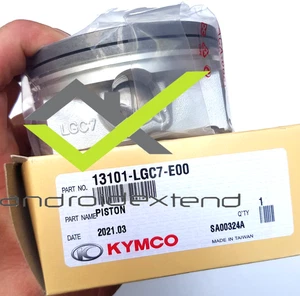 LGC7
PART NO. 13101-LGC7-E00
androidextend
PART NAME PISTON Q'TY 1
DATE 2021.03 SA00324A
KYMCO MADE IN TAIWAN